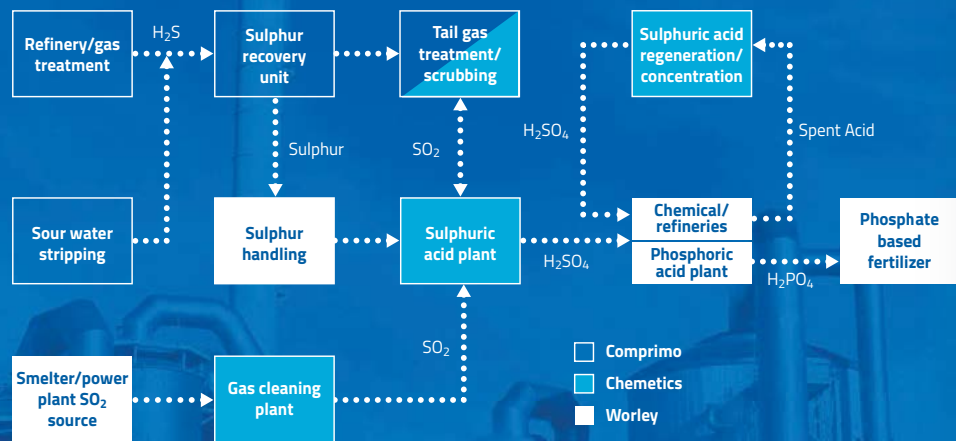 Refinery/gas
treatment
H₂S
Sulphur
recovery
unit
Tail gas
treatment/
scrubbing
Sulphuric acid
regeneration/
concentration
Sulphur
SO₂
H₂SO₄
Spent Acid
Sour water
stripping
Sulphur
handling
Sulphuric
acid plant
H₂SO₄
Chemical/
refineries
Phosphoric
acid plant
H₂PO₄
Phosphate
based
fertilizer
Smelter/power
plant SO₂
source
Gas cleaning
plant
SO₂
Comprimo
Chemetics
Worley